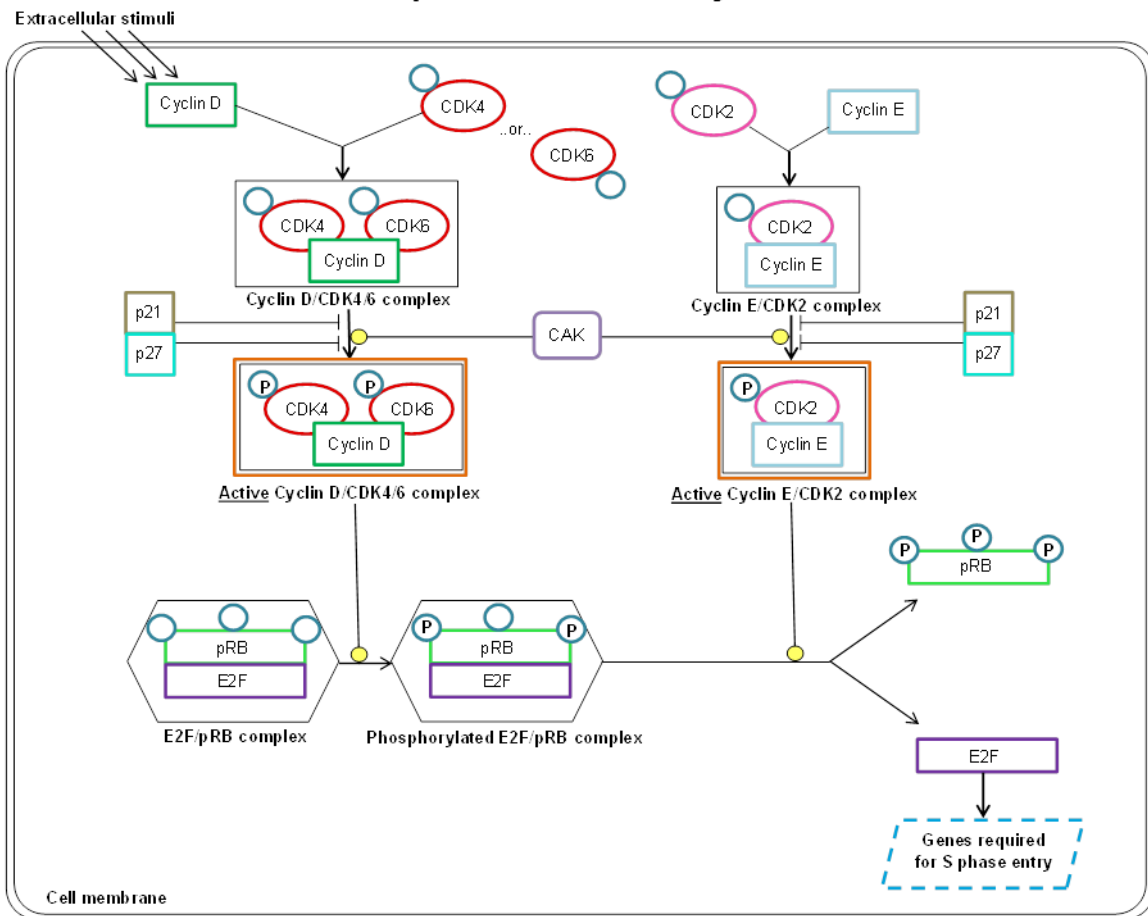 Extracellular stimuli
Cyclin D
CDK4
..or..
CDK6
CDK2
Cyclin E
CDK4
CDK6
Cyclin D
Cyclin D/CDK4/6 complex
CDK2
Cyclin E
Cyclin E/CDK2 complex
p21
p27
CAK
p21
p27
P
P
CDK4
CDK6
Cyclin D
Active Cyclin D/CDK4/6 complex
P
CDK2
Cyclin E
Active Cyclin E/CDK2 complex
P
P
P
pRB
pRB
E2F
E2F/pRB complex
P
P
pRB
E2F
Phosphorylated E2F/pRB complex
E2F
Genes required
for S phase entry
Cell membrane